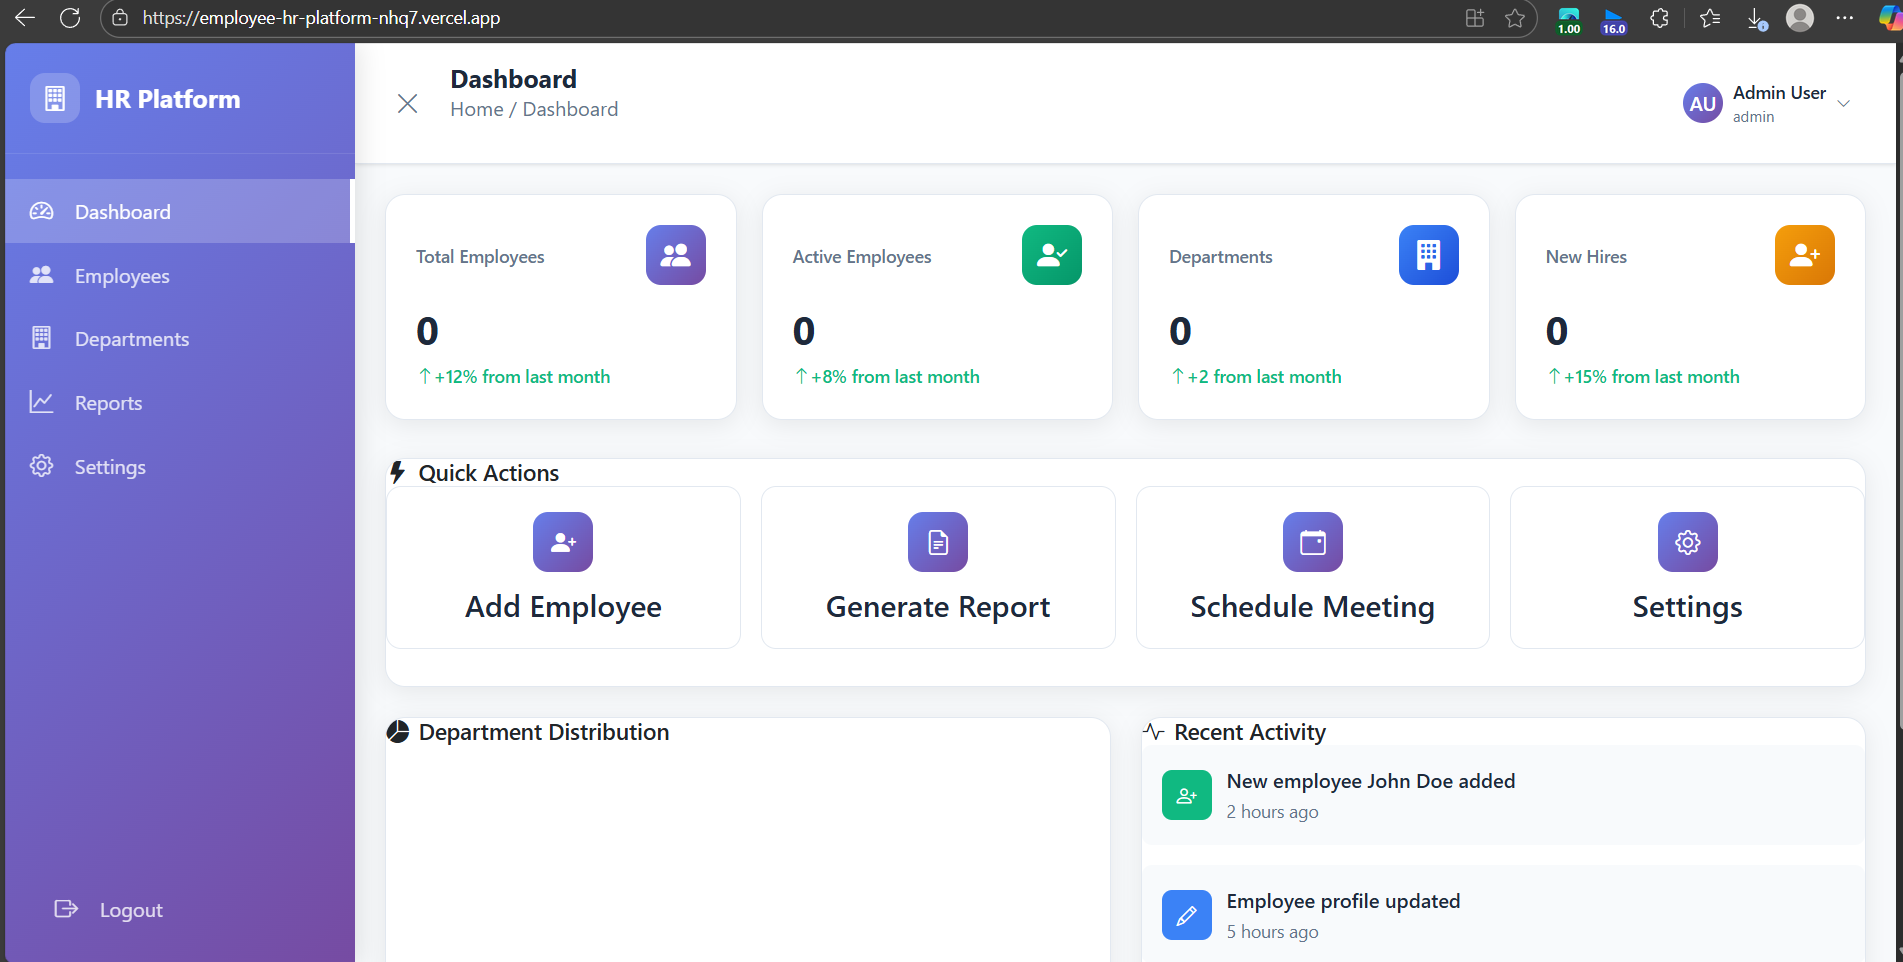 https://employee-hr-platform-nhq7.vercel.app
1.00
16.0
HR Platform
Dashboard
Employees
Departments
Reports
Settings
Logout
Dashboard
Home / Dashboard
AU
Admin User
admin
Total Employees
0
+12% from last month
Active Employees
0
+8% from last month
Departments
0
+2 from last month
New Hires
0
+15% from last month
Quick Actions
Add Employee
Generate Report
Schedule Meeting
Settings
Department Distribution
Recent Activity
New employee John Doe added
2 hours ago
Employee profile updated
5 hours ago